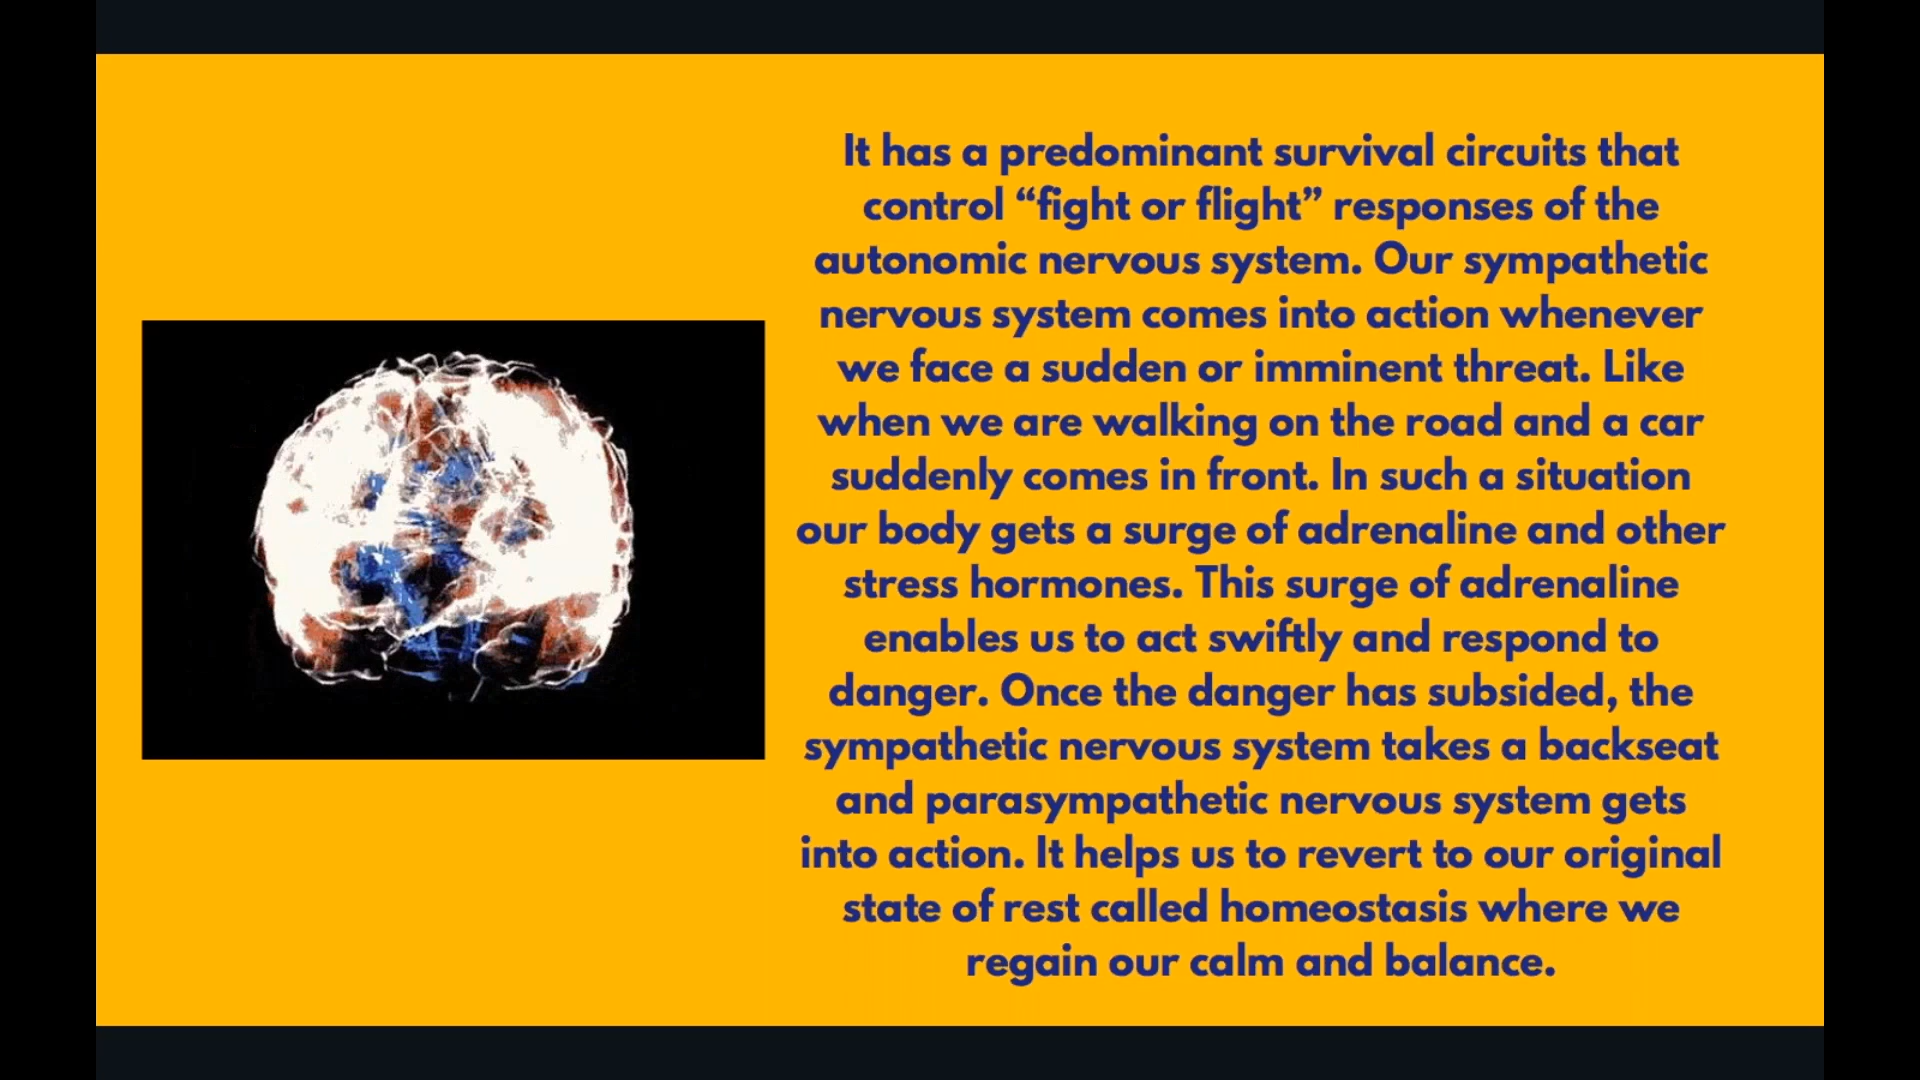 It has a predominant survival circuits that
control “fight or flight” responses of the
autonomic nervous system. Our sympathetic
nervous system comes into action whenever
we face a sudden or imminent threat. Like
when we are walking on the road and a car
suddenly comes in front. In such a situation
our body gets a surge of adrenaline and other
stress hormones. This surge of adrenaline
enables us to act swiftly and respond to
danger. Once the danger has subsided, the
sympathetic nervous system takes a backseat
and parasympathetic nervous system gets
into action. It helps us to revert to our original
state of rest called homeostasis where we
regain our calm and balance.